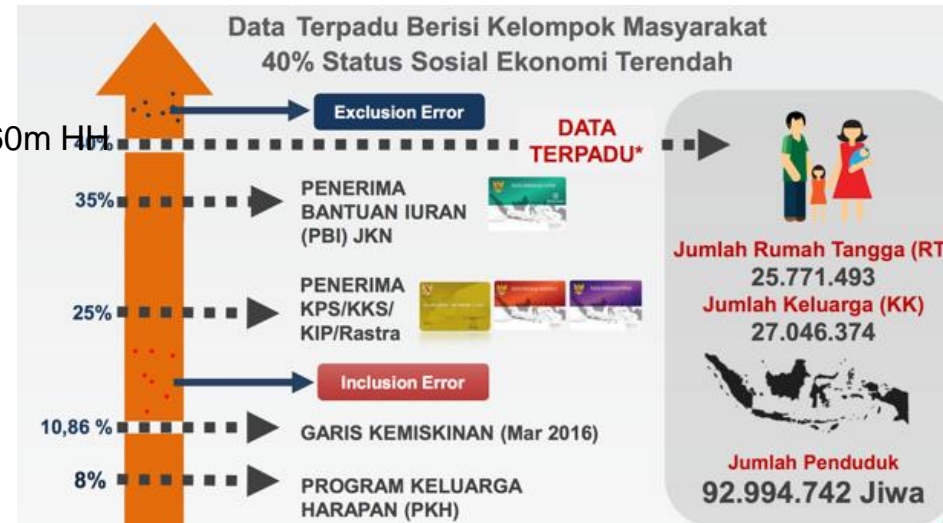 Data Terpadu Berisi Kelompok Masyarakat
40% Status Sosial Ekonomi Terendah
Exclusion Error
60m HH
40%
DATA
TERPADU*
35%
PENERIMA
BANTUAN IURAN
(PBI) JKN
25%
PENERIMA
KPS/KKS/
KIP/Rastra
Inclusion Error
10,86 %
GARIS KEMISKINAN (Mar 2016)
8%
PROGRAM KELUARGA
HARAPAN (PKH)
Jumlah Rumah Tangga (RT
25.771.493
Jumlah Keluarga (KK)
27.046.374
Jumlah Penduduk
92.994.742 Jiwa